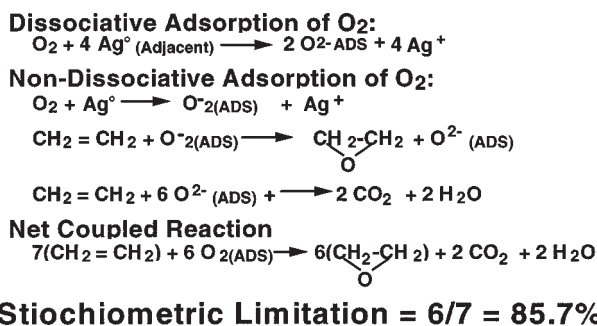 Dissociative Adsorption of O₂:
O₂ + 4 Ag° (Adjacent) ⟶ 2 O²⁻ADS + 4 Ag⁺
Non-Dissociative Adsorption of O₂:
O₂ + Ag° ⟶ O⁻₂(ADS) + Ag⁺
CH₂ = CH₂ + O⁻₂(ADS) ⟶ CH₂-CH₂ + O²⁻ (ADS)
O
CH₂ = CH₂ + 6 O²⁻ (ADS) + ⟶ 2 CO₂ + 2 H₂O
Net Coupled Reaction
7(CH₂ = CH₂) + 6 O₂(ADS) ⟶ 6(CH₂-CH₂) + 2 CO₂ + 2 H₂O
O
Stiochiometric Limitation = 6/7 = 85.7%